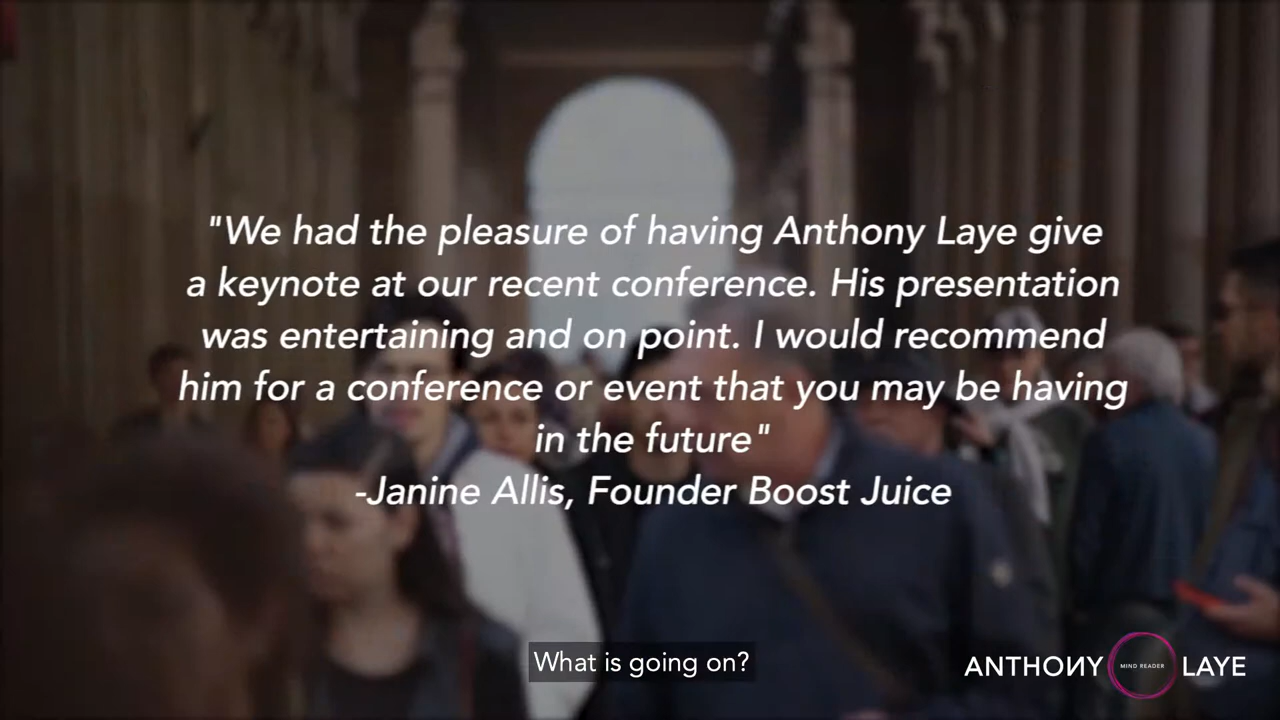 "We had the pleasure of having Anthony Laye give
a keynote at our recent conference. His presentation
was entertaining and on point. I would recommend
him for a conference or event that you may be having
in the future"
-Janine Allis, Founder Boost Juice
What is going on?
ANTHOИY MIND READER LAYE